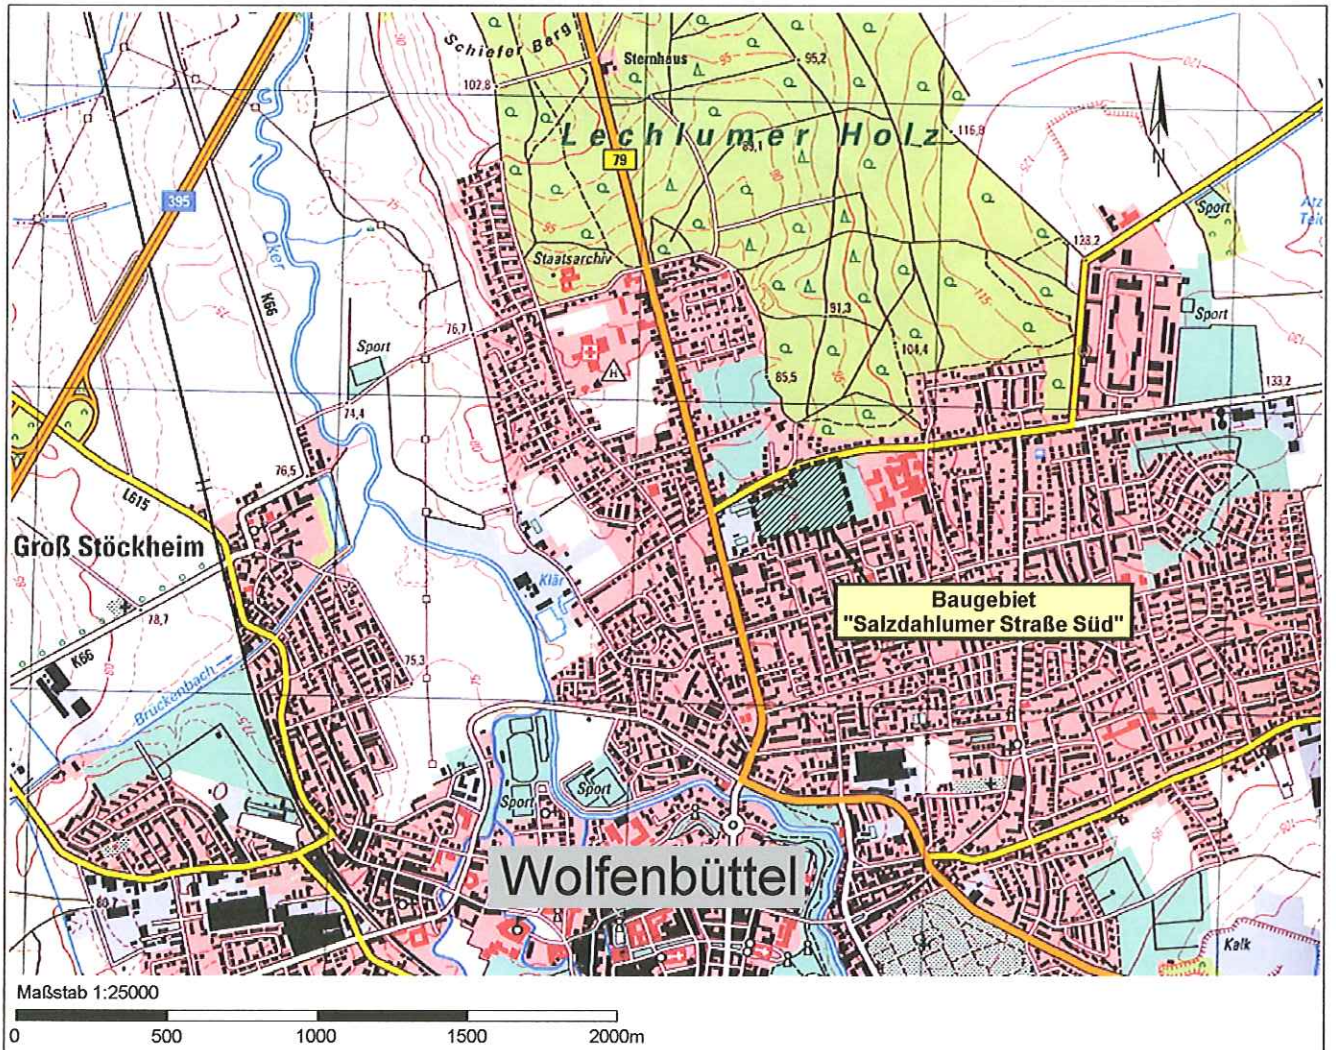 Schiefer Berg
Sternhaus
95,2
102,8
Lechlumer Holz
116,8
89,1
79
395
Oker
K66
Sport
Staatsarchiv
123,2
Sport
76,7
Sport
115
91,3
104,4
H
85,5
133,2
74,4
76,5
L615
Groß Stöckheim
Klär
Baugebiet
"Salzdahlumer Straße Süd"
78,7
K66
75,3
Bruckenbach
Sport
Sport
Wolfenbüttel
Kalk
Maßstab 1:25000
0 500 1000 1500 2000m